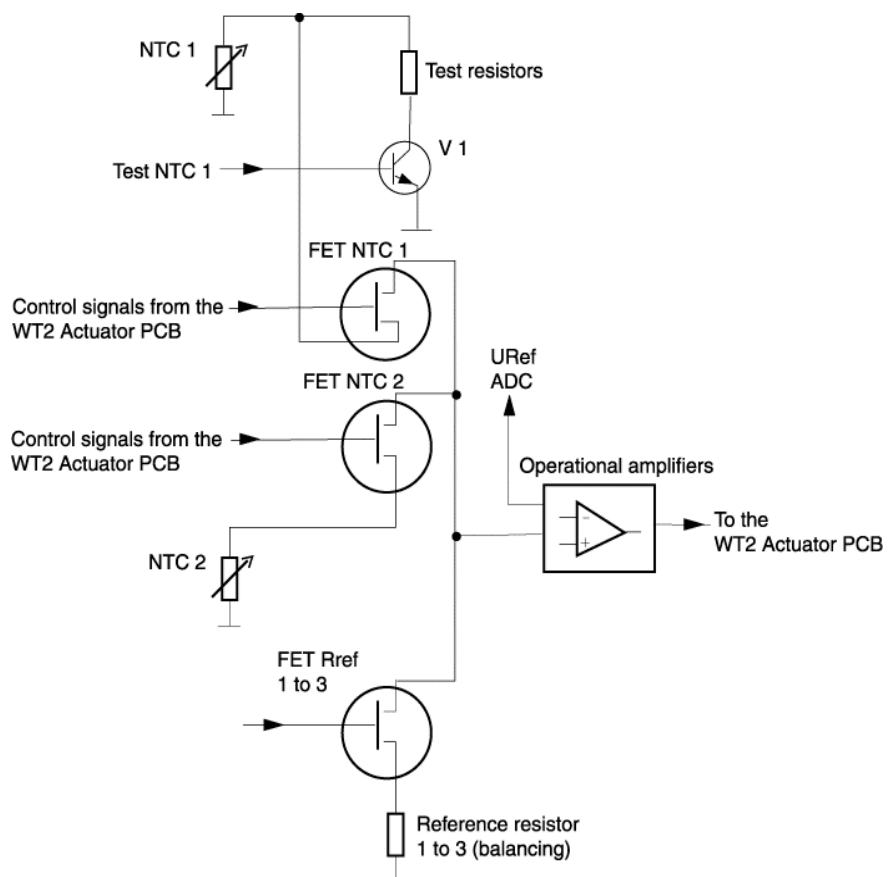 NTC 1
Test resistors
V 1
Test NTC 1
FET NTC 1
Control signals from the
WT2 Actuator PCB
FET NTC 2
URef
ADC
Control signals from the
WT2 Actuator PCB
Operational amplifiers
-
+
To the
WT2 Actuator PCB
NTC 2
FET Rref
1 to 3
Reference resistor
1 to 3 (balancing)